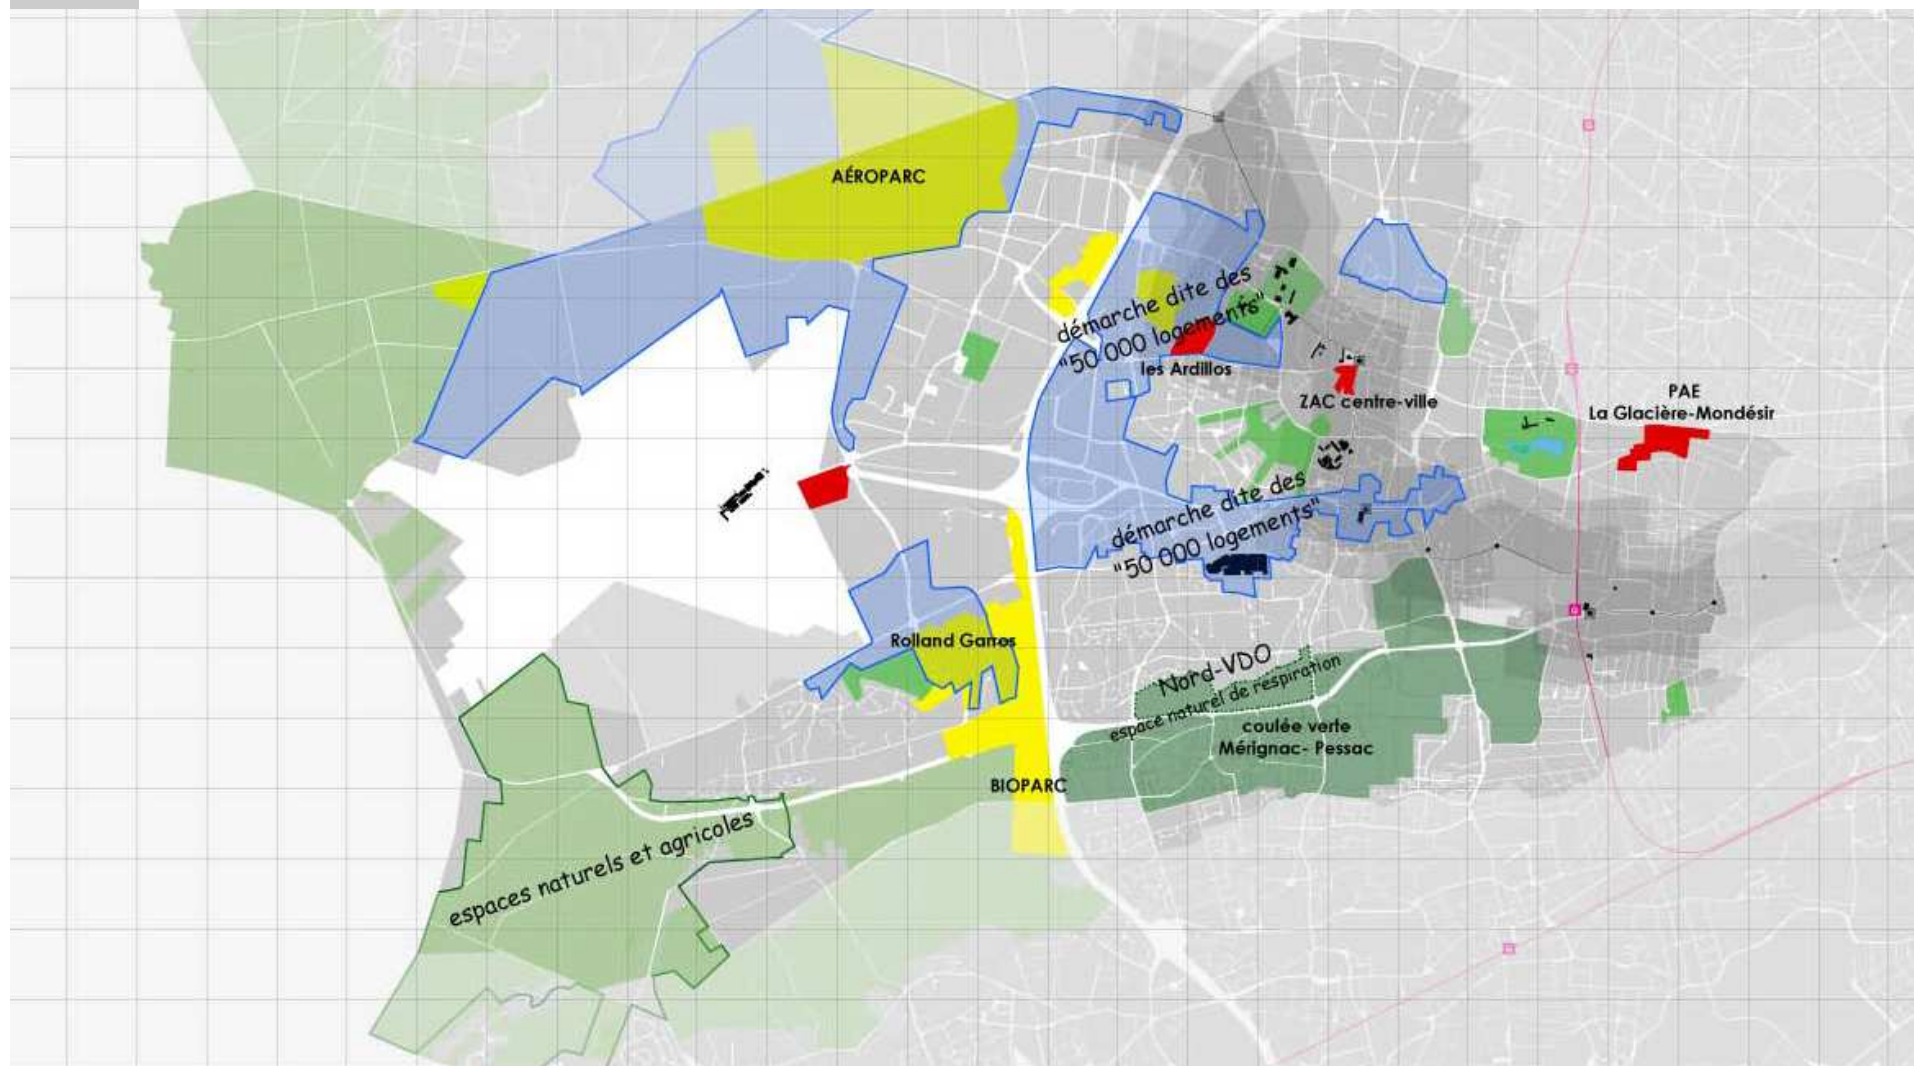 AÉROPARC
démarche dite des
"50 000 logements"
les Ardillos
ZAC centre-ville
PAE
La Glacière-Mondésir
démarche dite des
"50 000 logements"
Rolland Garros
Nord-VDO
espace naturel de respiration
coulée verte
Mérignac- Pessac
BIOPARC
espaces naturels et agricoles